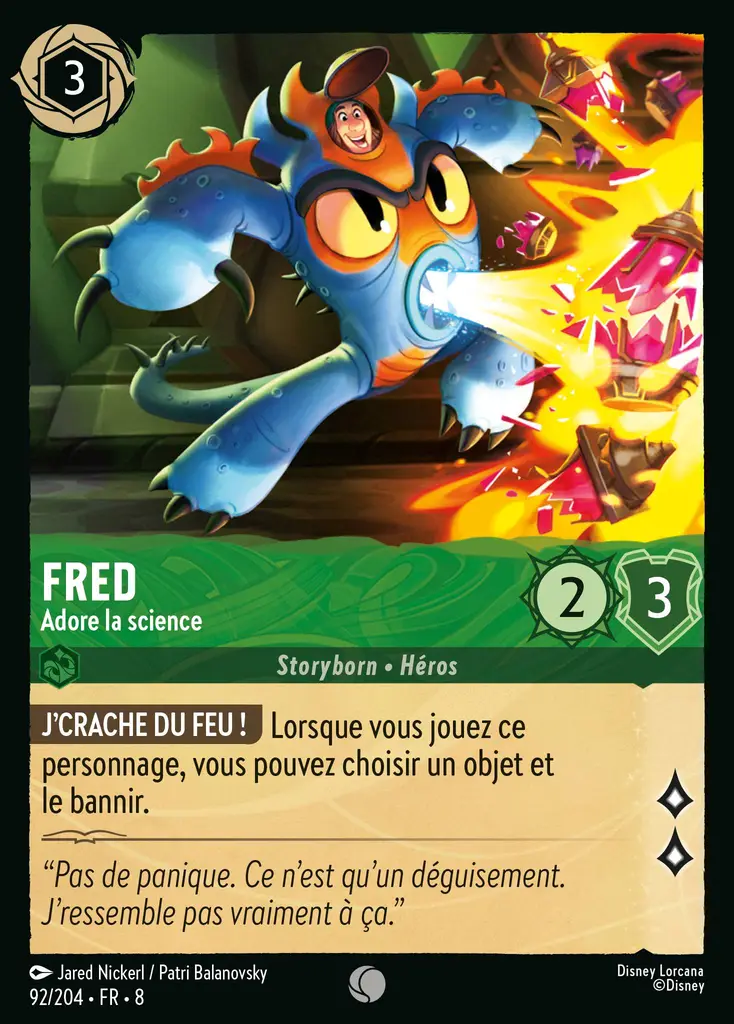 3
FRED
Adore la science
2
3
Storyborn • Héros
J'CRACHE DU FEU ! Lorsque vous jouez ce
personnage, vous pouvez choisir un objet et
le bannir.
“Pas de panique. Ce n'est qu'un déguisement.
J'ressemble pas vraiment à ça.”
Jared Nickerl / Patri Balanovsky
92/204 • FR • 8
Disney Lorcana
©Disney